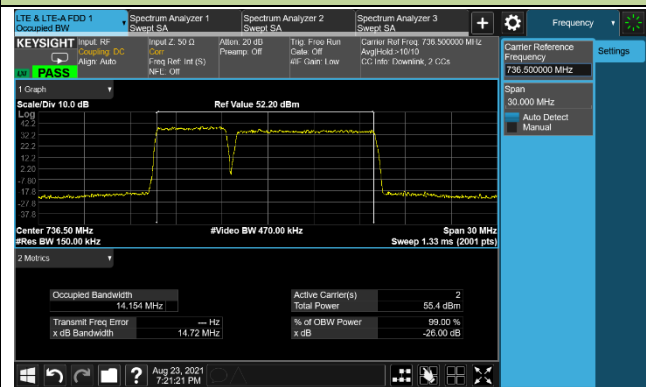 LTE & LTE-A FDD 1
Occupied BW
Spectrum Analyzer 1
Swept SA
Spectrum Analyzer 2
Swept SA
Spectrum Analyzer 3
Swept SA
Frequency
KEYSIGHT
Input: RF
Coupling: DC
Align: Auto
Input Z: 50 Ω
Corr
Freq Ref: Int (S)
NFE: Off
Atten: 20 dB
Preamp: Off
Trig: Free Run
Gate: Off
#IF Gain: Low
Carrier Ref Freq: 736.500000 MHz
Avg|Hold:>10/10
CC Info: Downlink, 2 CCs
PASS
Carrier Reference
Frequency
736.500000 MHz
Settings
Span
30.000 MHz
Auto Detect
Manual
1 Graph
Scale/Div 10.0 dB
Ref Value 52.20 dBm
Log
42.2
32.2
22.2
12.2
2.20
-7.80
-17.8
-27.8
-37.8
Center 736.50 MHz
#Video BW 470.00 kHz
Span 30 MHz
#Res BW 150.00 kHz
Sweep 1.33 ms (2001 pts)
2 Metrics
Occupied Bandwidth
14.154 MHz
Active Carrier(s) 2
Total Power 55.4 dBm
Transmit Freq Error --- Hz
x dB Bandwidth 14.72 MHz
% of OBW Power 99.00 %
x dB -26.00 dB
?
Aug 23, 2021
7:21:21 PM